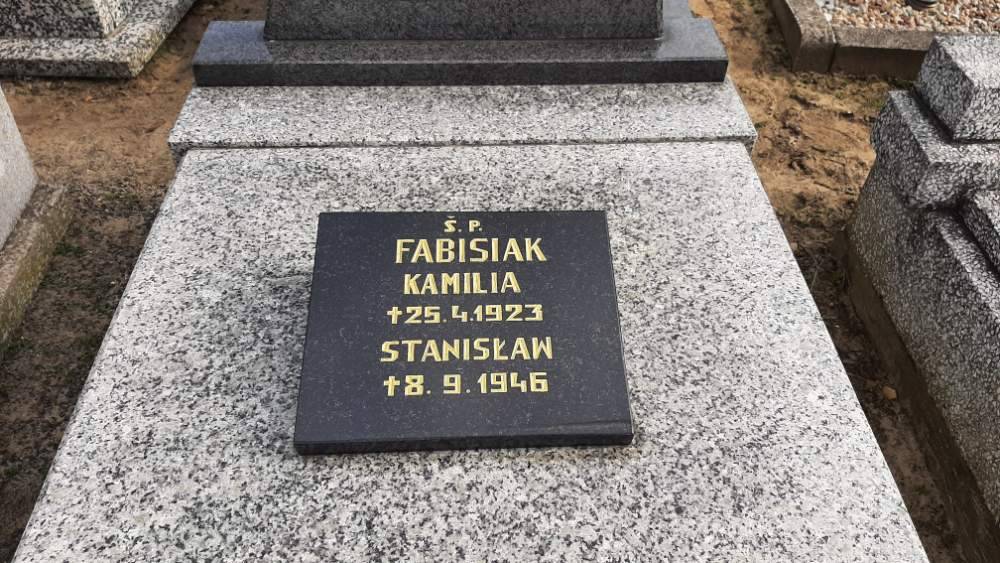 Š. P.
FABISIAK
KAMILIA
†25.4.1923
STANISŁAW
†8.9.1946